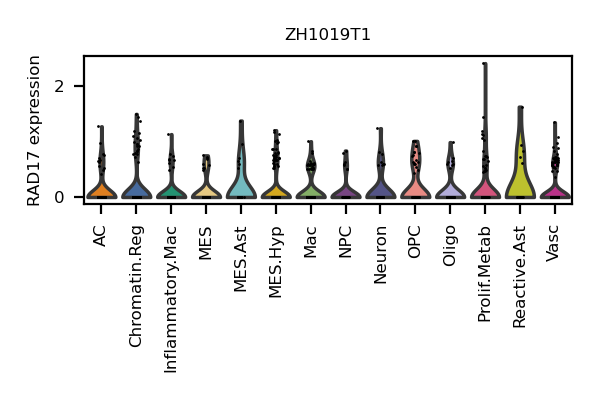 ZH1019T1
RAD17 expression
2
0
AC
Chromatin.Reg
Inflammatory.Mac
MES
MES.Ast
MES.Hyp
Mac
NPC
Neuron
OPC
Oligo
Prolif.Metab
Reactive.Ast
Vasc